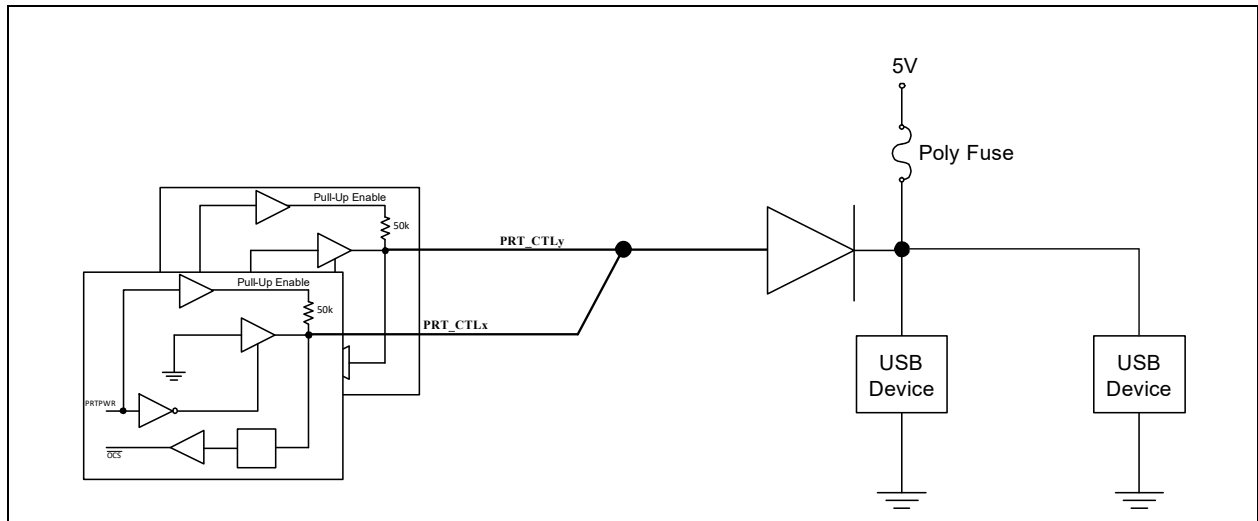 5V
Poly Fuse
Pull-Up Enable
50k
PRT_CTLy
Pull-Up Enable
50k
PRT_CTLx
PRTPWR
OCS
USB
Device
USB
Device